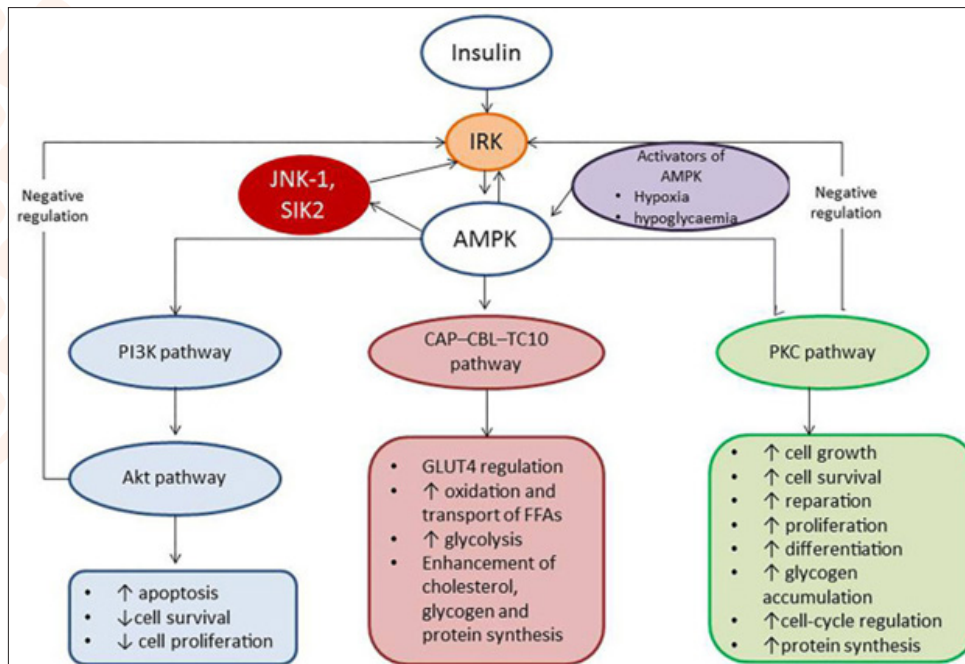 Insulin
IRK
JNK-1,
SIK2
Activators of
AMPK
• Hypoxia
• hypoglycaemia
Negative
regulation
Negative
regulation
AMPK
PI3K pathway
CAP–CBL–TC10
pathway
PKC pathway
Akt pathway
• ↑ apoptosis
• ↓cell survival
• ↓ cell proliferation
• GLUT4 regulation
• ↑ oxidation and
transport of FFAs
• ↑ glycolysis
• Enhancement of
cholesterol,
glycogen and
protein synthesis
• ↑ cell growth
• ↑ cell survival
• ↑ reparation
• ↑ proliferation
• ↑ differentiation
• ↑ glycogen
accumulation
• ↑cell-cycle regulation
• ↑protein synthesis